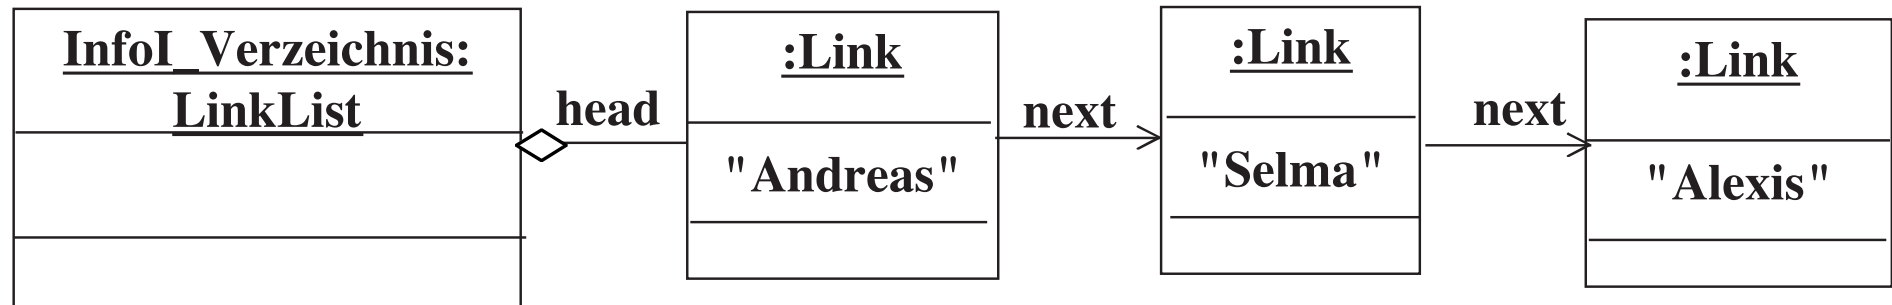 InfoI_Verzeichnis:
LinkList
head
:Link
"Andreas"
next
:Link
"Selma"
next
:Link
"Alexis"